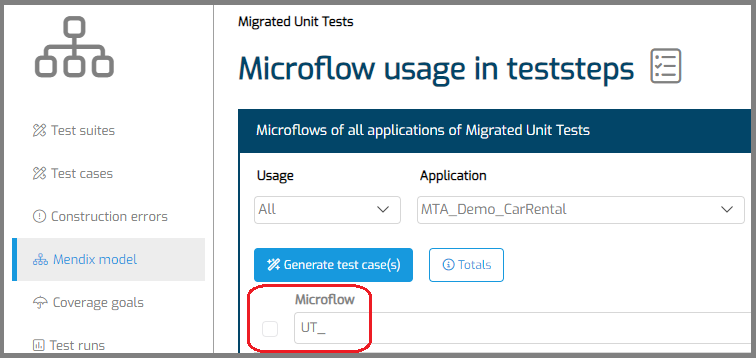 Migrated Unit Tests
Microflow usage in teststeps
Test suites
Test cases
Construction errors
Mendix model
Coverage goals
Test runs
Microflows of all applications of Migrated Unit Tests
Usage Application
All MTA_Demo_CarRental
Generate test case(s) Totals
Microflow
UT_